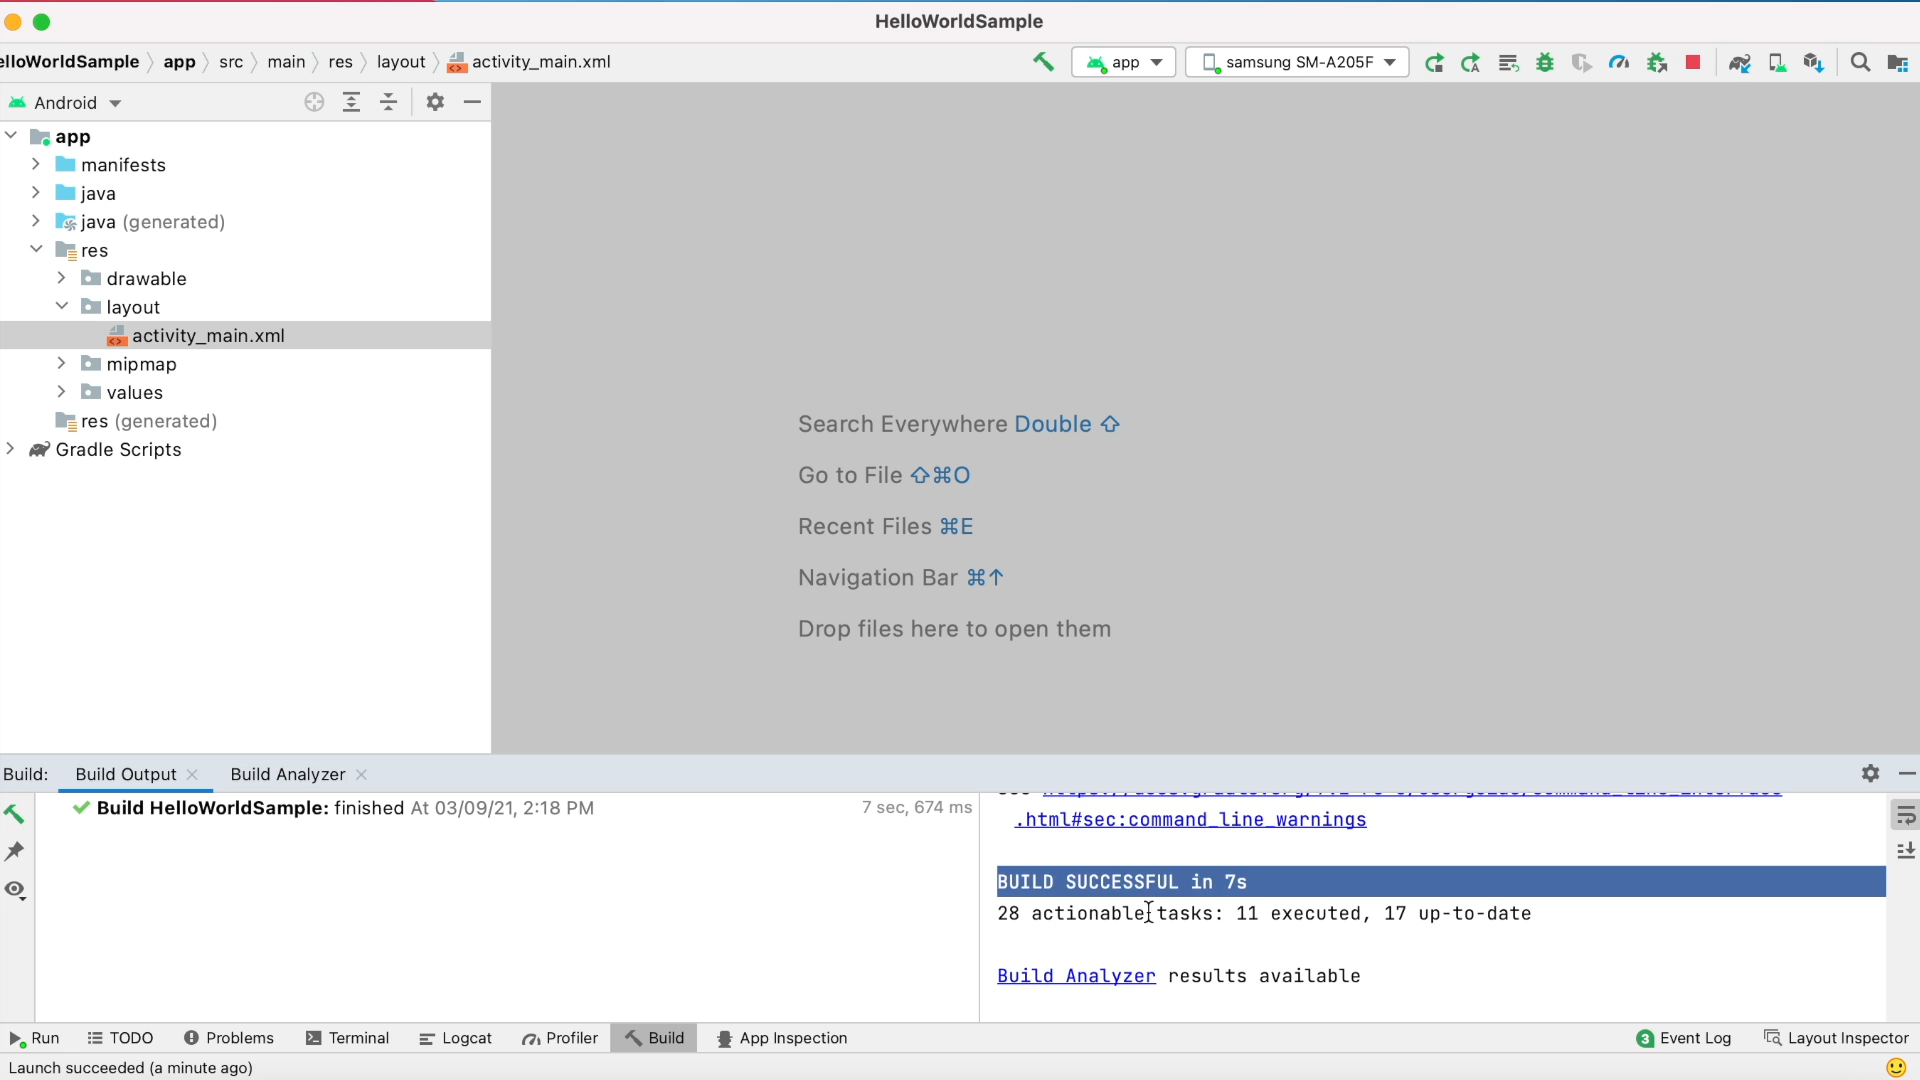 HelloWorldSample
elloWorldSample app src main res layout activity_main.xml app samsung SM-A205F
Android
app
manifests
java
java (generated)
res
drawable
layout
activity_main.xml
mipmap
values
res (generated)
Gradle Scripts
Search Everywhere Double ⇧
Go to File ⇧⌘O
Recent Files ⌘E
Navigation Bar ⌘↑
Drop files here to open them
Build: Build Output Build Analyzer
Build HelloWorldSample: finished At 03/09/21, 2:18 PM 7 sec, 674 ms
.html#sec:command_line_warnings
BUILD SUCCESSFUL in 7s
28 actionable tasks: 11 executed, 17 up-to-date
Build Analyzer results available
Run TODO Problems Terminal Logcat Profiler Build App Inspection 3 Event Log Layout Inspector
Launch succeeded (a minute ago)